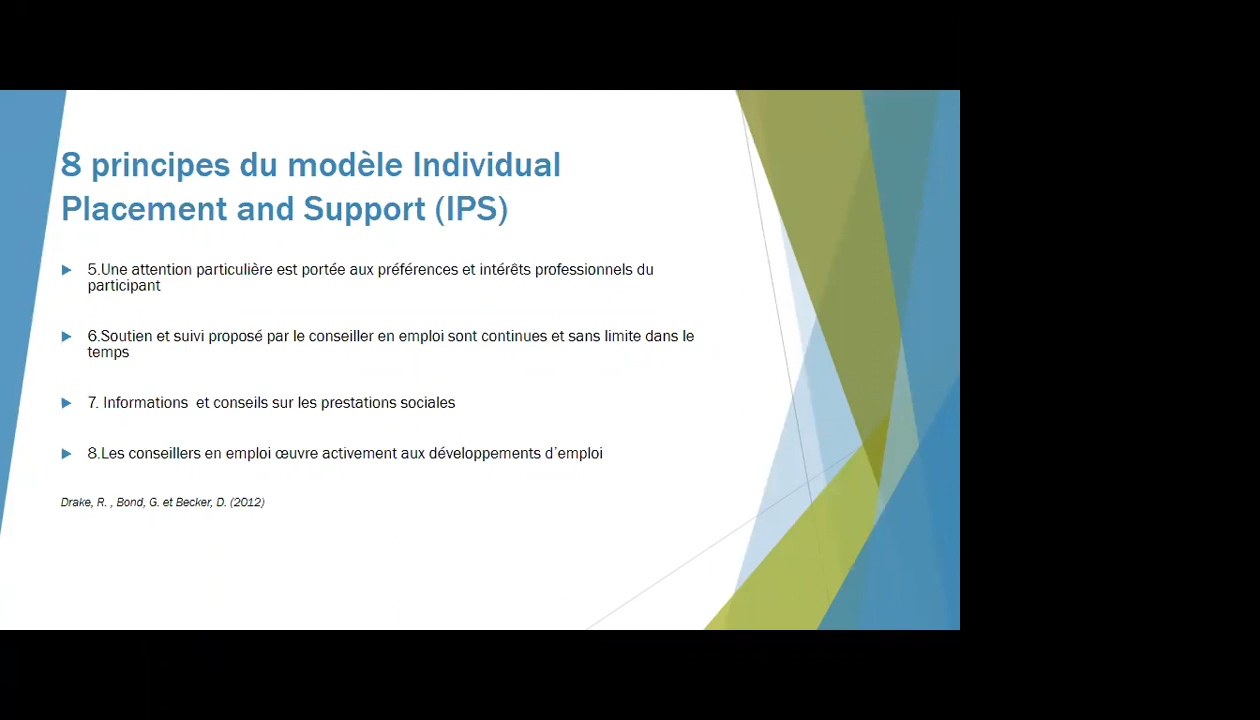 8 principes du modèle Individual
Placement and Support (IPS)
5.Une attention particulière est portée aux préférences et intérêts professionnels du
participant
6.Soutien et suivi proposé par le conseiller en emploi sont continues et sans limite dans le
temps
7. Informations  et conseils sur les prestations sociales
8.Les conseillers en emploi œuvre activement aux développements d'emploi
Drake, R. , Bond, G. et Becker, D. (2012)